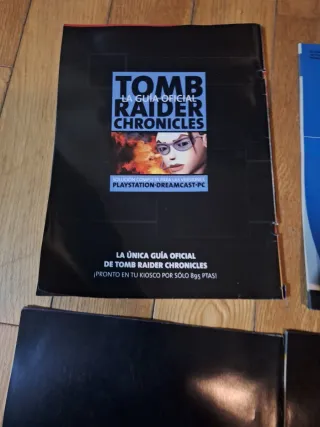 TOMB
LA GUÍA OFICIAL
RAIDER
CHRONICLES
SOLUCIÓN COMPLETA PARA LAS VERSIONES
PLAYSTATION·DREAMCAST·PC
LA ÚNICA GUÍA OFICIAL
DE TOMB RAIDER CHRONICLES
¡PRONTO EN TU KIOSCO POR SÓLO 895 PTAS!